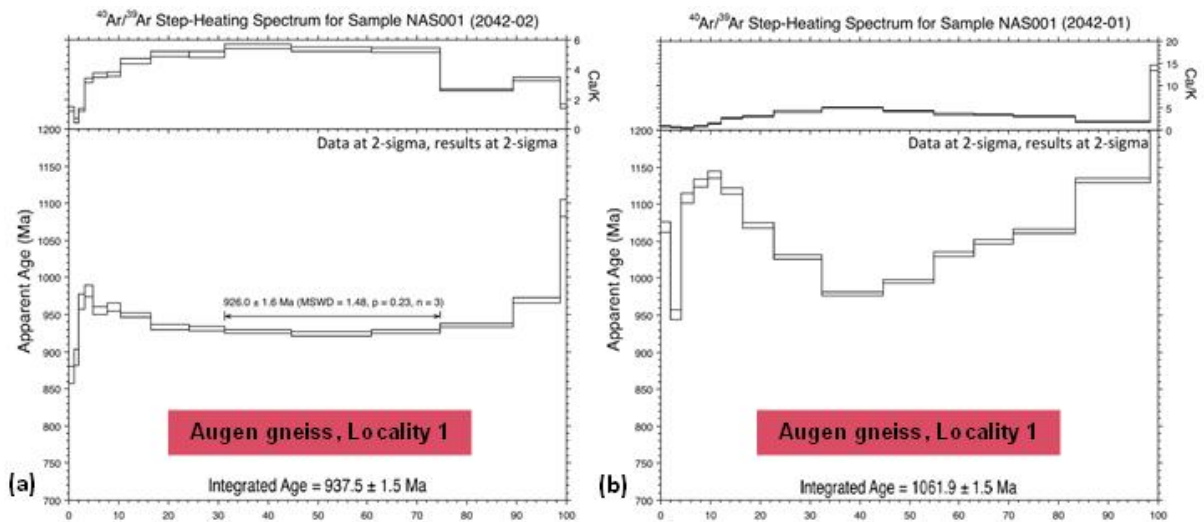 ⁴⁰Ar/³⁹Ar Step-Heating Spectrum for Sample NAS001 (2042-02)
6
4
2
0
Ca/K
1200
1150
1100
1050
1000
950
900
850
800
750
700
Apparent Age (Ma)
Data at 2-sigma, results at 2-sigma
926.0 ± 1.6 Ma (MSWD = 1.48, p = 0.23, n = 3)
Augen gneiss, Locality 1
(a)
Integrated Age = 937.5 ± 1.5 Ma
0 10 20 30 40 50 60 70 80 90 100
⁴⁰Ar/³⁹Ar Step-Heating Spectrum for Sample NAS001 (2042-01)
20
15
10
5
0
Ca/K
1200
1150
1100
1050
1000
950
900
850
800
750
700
Apparent Age (Ma)
Data at 2-sigma, results at 2-sigma
Augen gneiss, Locality 1
(b)
Integrated Age = 1061.9 ± 1.5 Ma
0 10 20 30 40 50 60 70 80 90 100